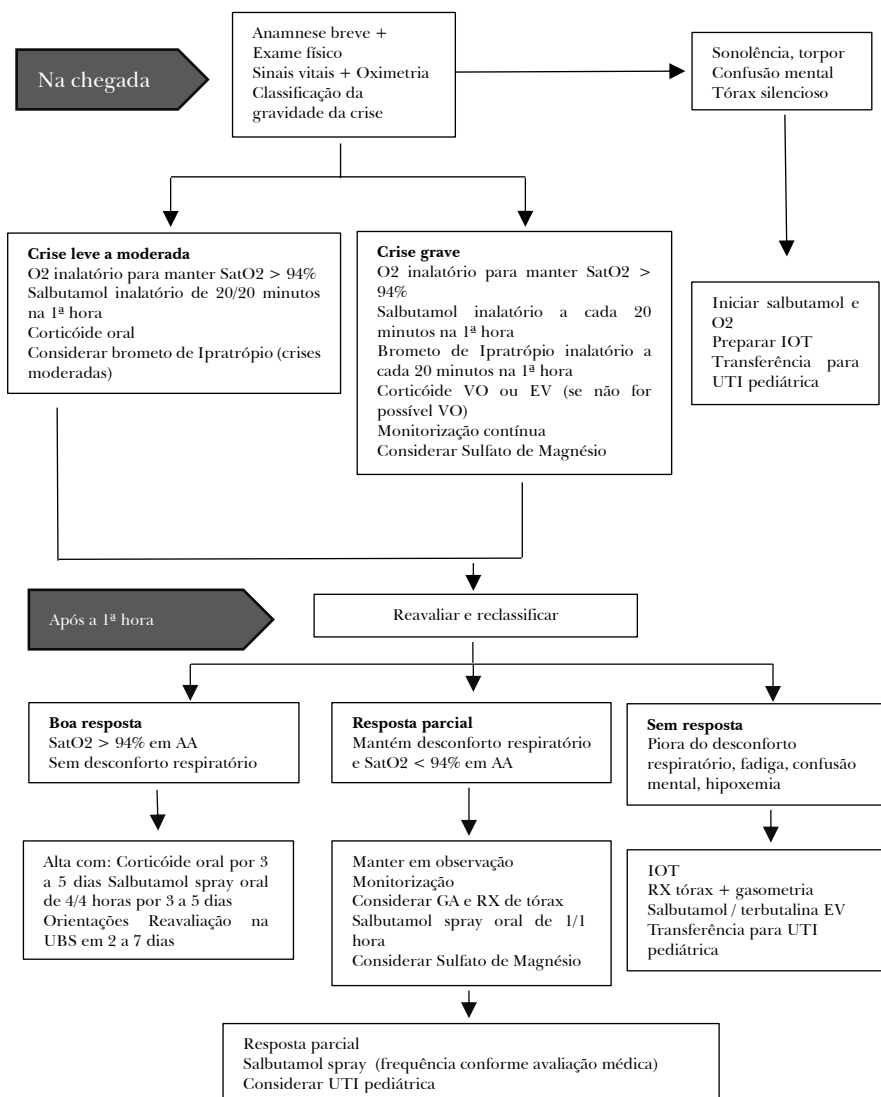 Na chegada
Anamnese breve +
Exame físico
Sinais vitais + Oximetria
Classificação da
gravidade da crise
Sonolência, torpor
Confusão mental
Tórax silencioso
Crise leve a moderada
O2 inalatório para manter SatO2 > 94%
Salbutamol inalatório de 20/20 minutos
na 1ª hora
Corticóide oral
Considerar brometo de Ipratrópio (crises
moderadas)
Crise grave
O2 inalatório para manter SatO2 >
94%
Salbutamol inalatório a cada 20
minutos na 1ª hora
Brometo de Ipratrópio inalatório a
cada 20 minutos na 1ª hora
Corticóide VO ou EV (se não for
possível VO)
Monitorização contínua
Considerar Sulfato de Magnésio
Iniciar salbutamol e
O2
Preparar IOT
Transferência para
UTI pediátrica
Após a 1ª hora
Reavaliar e reclassificar
Boa resposta
SatO2 > 94% em AA
Sem desconforto respiratório
Resposta parcial
Mantém desconforto respiratório
e SatO2 < 94% em AA
Sem resposta
Piora do desconforto
respiratório, fadiga, confusão
mental, hipoxemia
Alta com: Corticóide oral por 3
a 5 dias Salbutamol spray oral
de 4/4 horas por 3 a 5 dias
Orientações Reavaliação na
UBS em 2 a 7 dias
Manter em observação
Monitorização
Considerar GA e RX de tórax
Salbutamol spray oral de 1/1
hora
Considerar Sulfato de Magnésio
IOT
RX tórax + gasometria
Salbutamol / terbutalina EV
Transferência para UTI
pediátrica
Resposta parcial
Salbutamol spray (frequência conforme avaliação médica)
Considerar UTI pediátrica